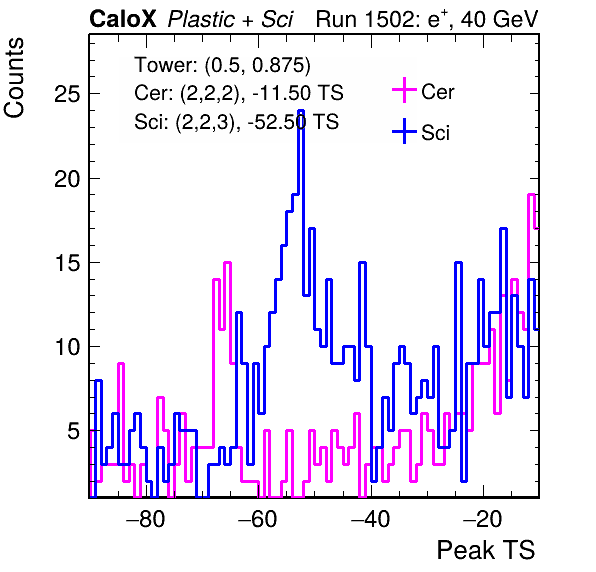 CaloX Plastic + Sci Run 1502: e⁺, 40 GeV
Counts
Tower: (0.5, 0.875)
Cer: (2,2,2), -11.50 TS
Sci: (2,2,3), -52.50 TS
Cer
Sci
25
20
15
10
5
−80 −60 −40 −20
Peak TS